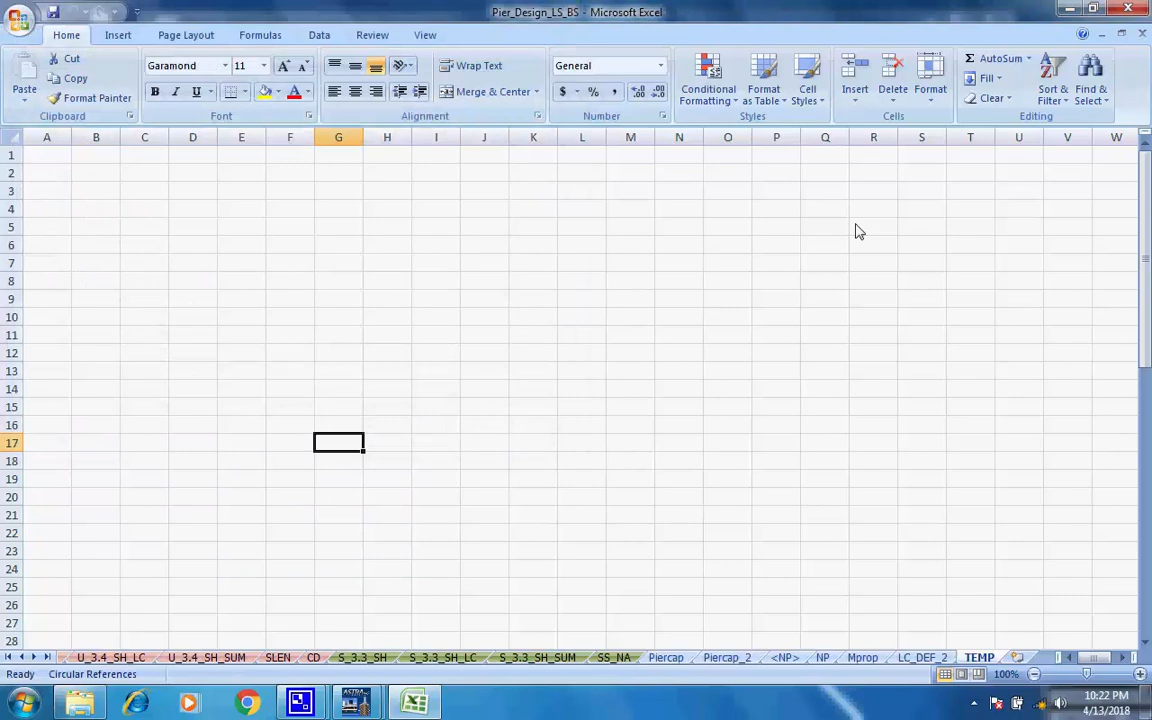 Pier_Design_LS_BS - Microsoft Excel
Home Insert Page Layout Formulas Data Review View
Paste Cut Copy Format Painter Clipboard
Garamond 11 B I U A Font
Wrap Text Merge & Center Alignment
General $ % , Number
Conditional Formatting Format as Table Cell Styles Styles
Insert Delete Format Cells
Σ AutoSum Fill Clear Sort & Filter Find & Select Editing
A B C D E F G H I J K L M N O P Q R S T U V W
1
2
3
4
5
6
7
8
9
10
11
12
13
14
15
16
17
18
19
20
21
22
23
24
25
26
27
28
U_3.4_SH_LC U_3.4_SH_SUM SLEN CD S_3.3_SH S_3.3_SH_LC S_3.3_SH_SUM SS_NA Piercap Piercap_2 <NP> NP Mprop LC_DEF_2 TEMP
Ready Circular References 100%
ASTRA
10:22 PM
4/13/2018